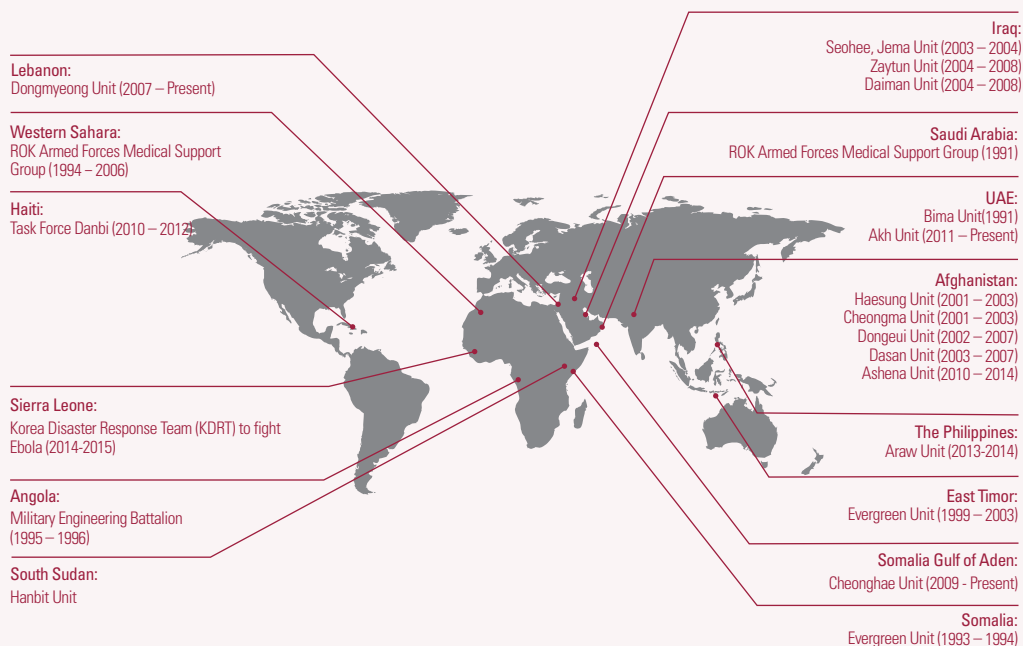 Lebanon:
Dongmyeong Unit (2007 – Present)
Western Sahara:
ROK Armed Forces Medical Support
Group (1994 – 2006)
Haiti:
Task Force Danbi (2010 – 2012)
Sierra Leone:
Korea Disaster Response Team (KDRT) to fight
Ebola (2014-2015)
Angola:
Military Engineering Battalion
(1995 – 1996)
South Sudan:
Hanbit Unit
Iraq:
Seohee, Jema Unit (2003 – 2004)
Zaytun Unit (2004 – 2008)
Daiman Unit (2004 – 2008)
Saudi Arabia:
ROK Armed Forces Medical Support Group (1991)
UAE:
Bima Unit(1991)
Akh Unit (2011 – Present)
Afghanistan:
Haesung Unit (2001 – 2003)
Cheongma Unit (2001 – 2003)
Dongeui Unit (2002 – 2007)
Dasan Unit (2003 – 2007)
Ashena Unit (2010 – 2014)
The Philippines:
Araw Unit (2013-2014)
East Timor:
Evergreen Unit (1999 – 2003)
Somalia Gulf of Aden:
Cheonghae Unit (2009 - Present)
Somalia:
Evergreen Unit (1993 – 1994)